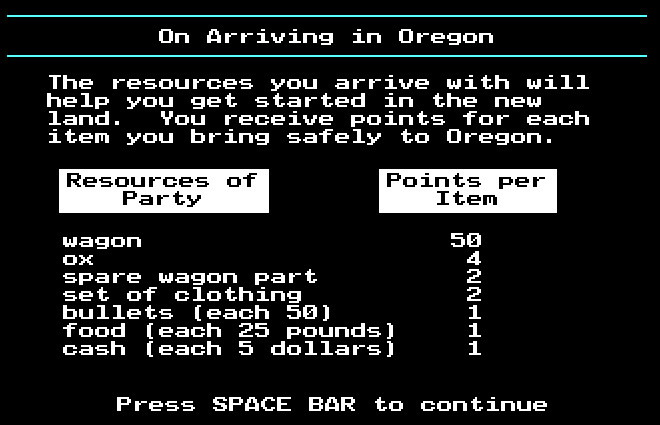 On Arriving in Oregon
The resources you arrive with will
help you get started in the new
land.  You receive points for each
item you bring safely to Oregon.
Resources of Party
Points per Item
wagon 50
ox 4
spare wagon part 2
set of clothing 2
bullets (each 50) 1
food (each 25 pounds) 1
cash (each 5 dollars) 1
Press SPACE BAR to continue